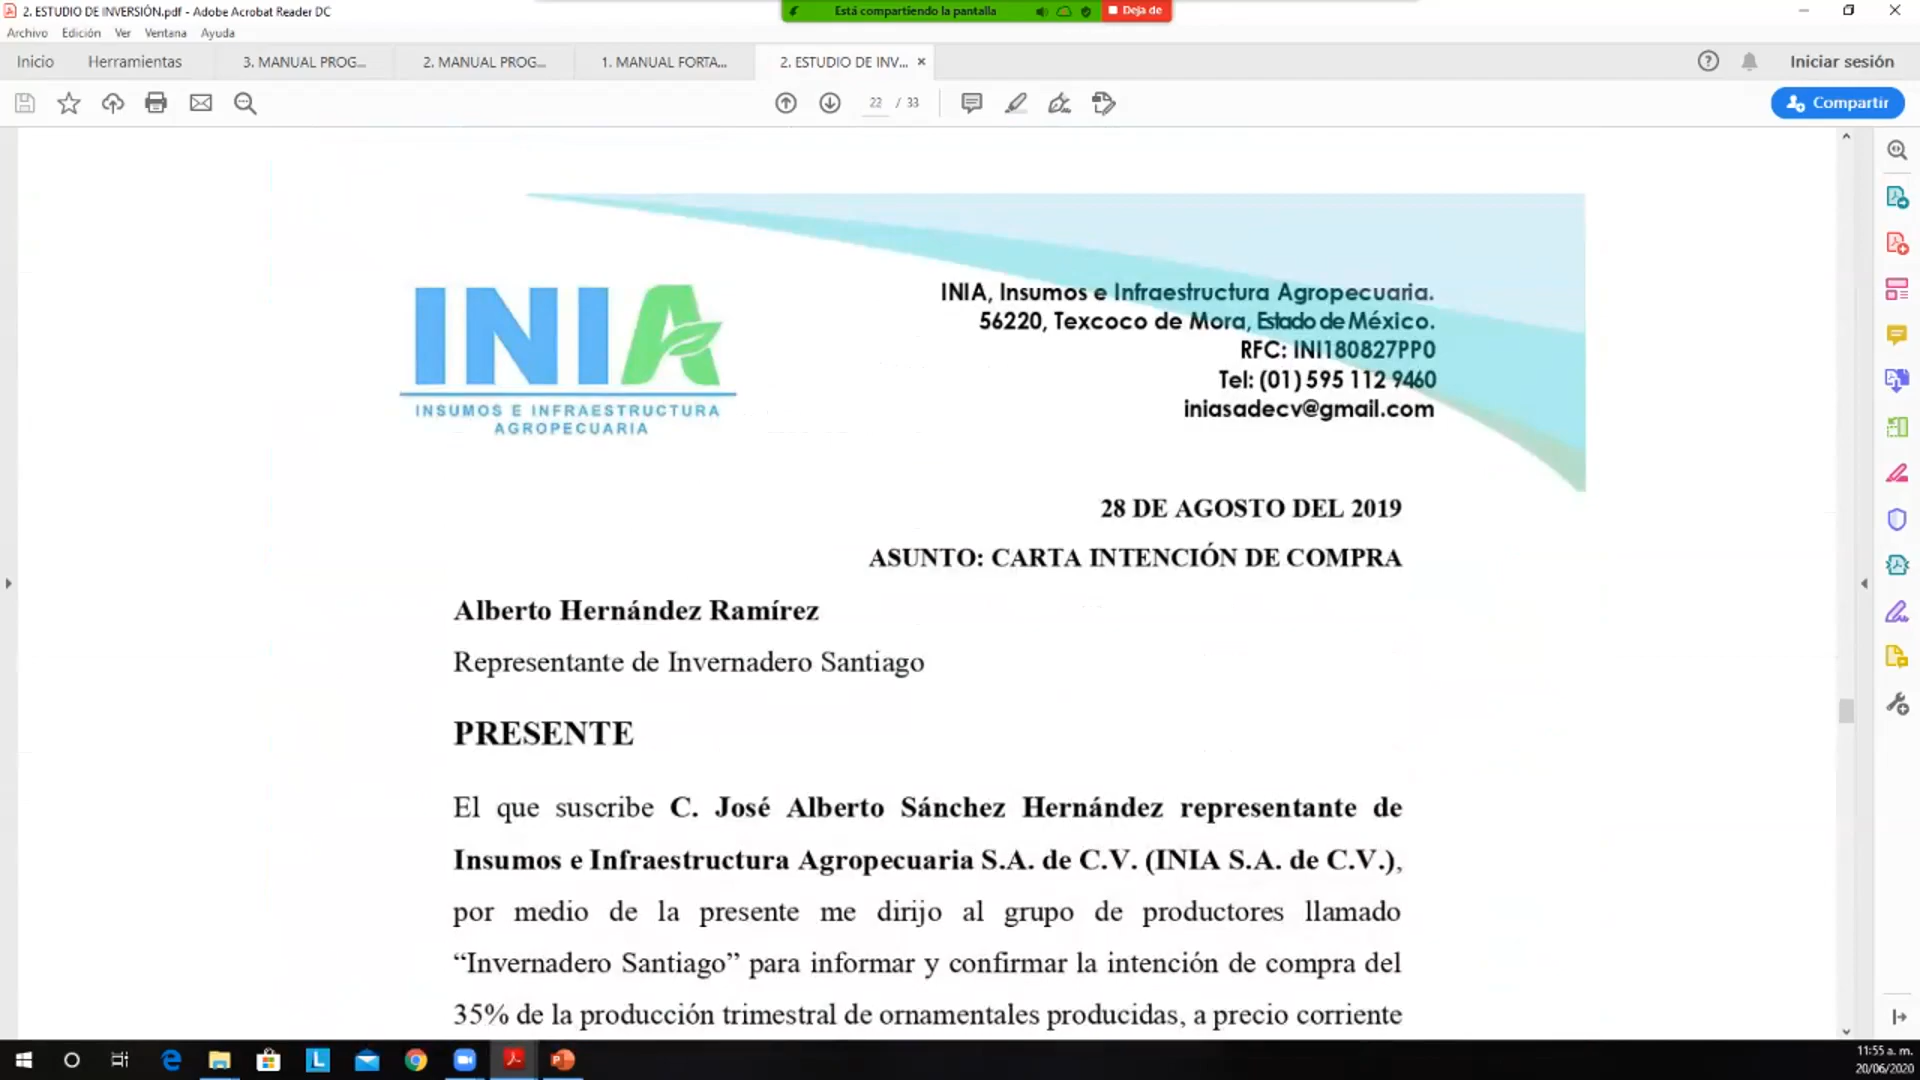 2. ESTUDIO DE INVERSIÓN.pdf - Adobe Acrobat Reader DC
Está compartiendo la pantalla
Deja de
Archivo Edición Ver Ventana Ayuda
Inicio Herramientas 3. MANUAL PROG... 2. MANUAL PROG... 1. MANUAL FORTA... 2. ESTUDIO DE INV... Iniciar sesión
22 / 33 Compartir
INIA
INSUMOS E INFRAESTRUCTURA
AGROPECUARIA
INIA, Insumos e Infraestructura Agropecuaria.
56220, Texcoco de Mora, Estado de México.
RFC: INI180827PP0
Tel: (01) 595 112 9460
iniasadecv@gmail.com
28 DE AGOSTO DEL 2019
ASUNTO: CARTA INTENCIÓN DE COMPRA
Alberto Hernández Ramírez
Representante de Invernadero Santiago
PRESENTE
El que suscribe C. José Alberto Sánchez Hernández representante de
Insumos e Infraestructura Agropecuaria S.A. de C.V. (INIA S.A. de C.V.),
por medio de la presente me dirijo al grupo de productores llamado
“Invernadero Santiago” para informar y confirmar la intención de compra del
35% de la producción trimestral de ornamentales producidas, a precio corriente
11:55 a. m.
20/06/2020